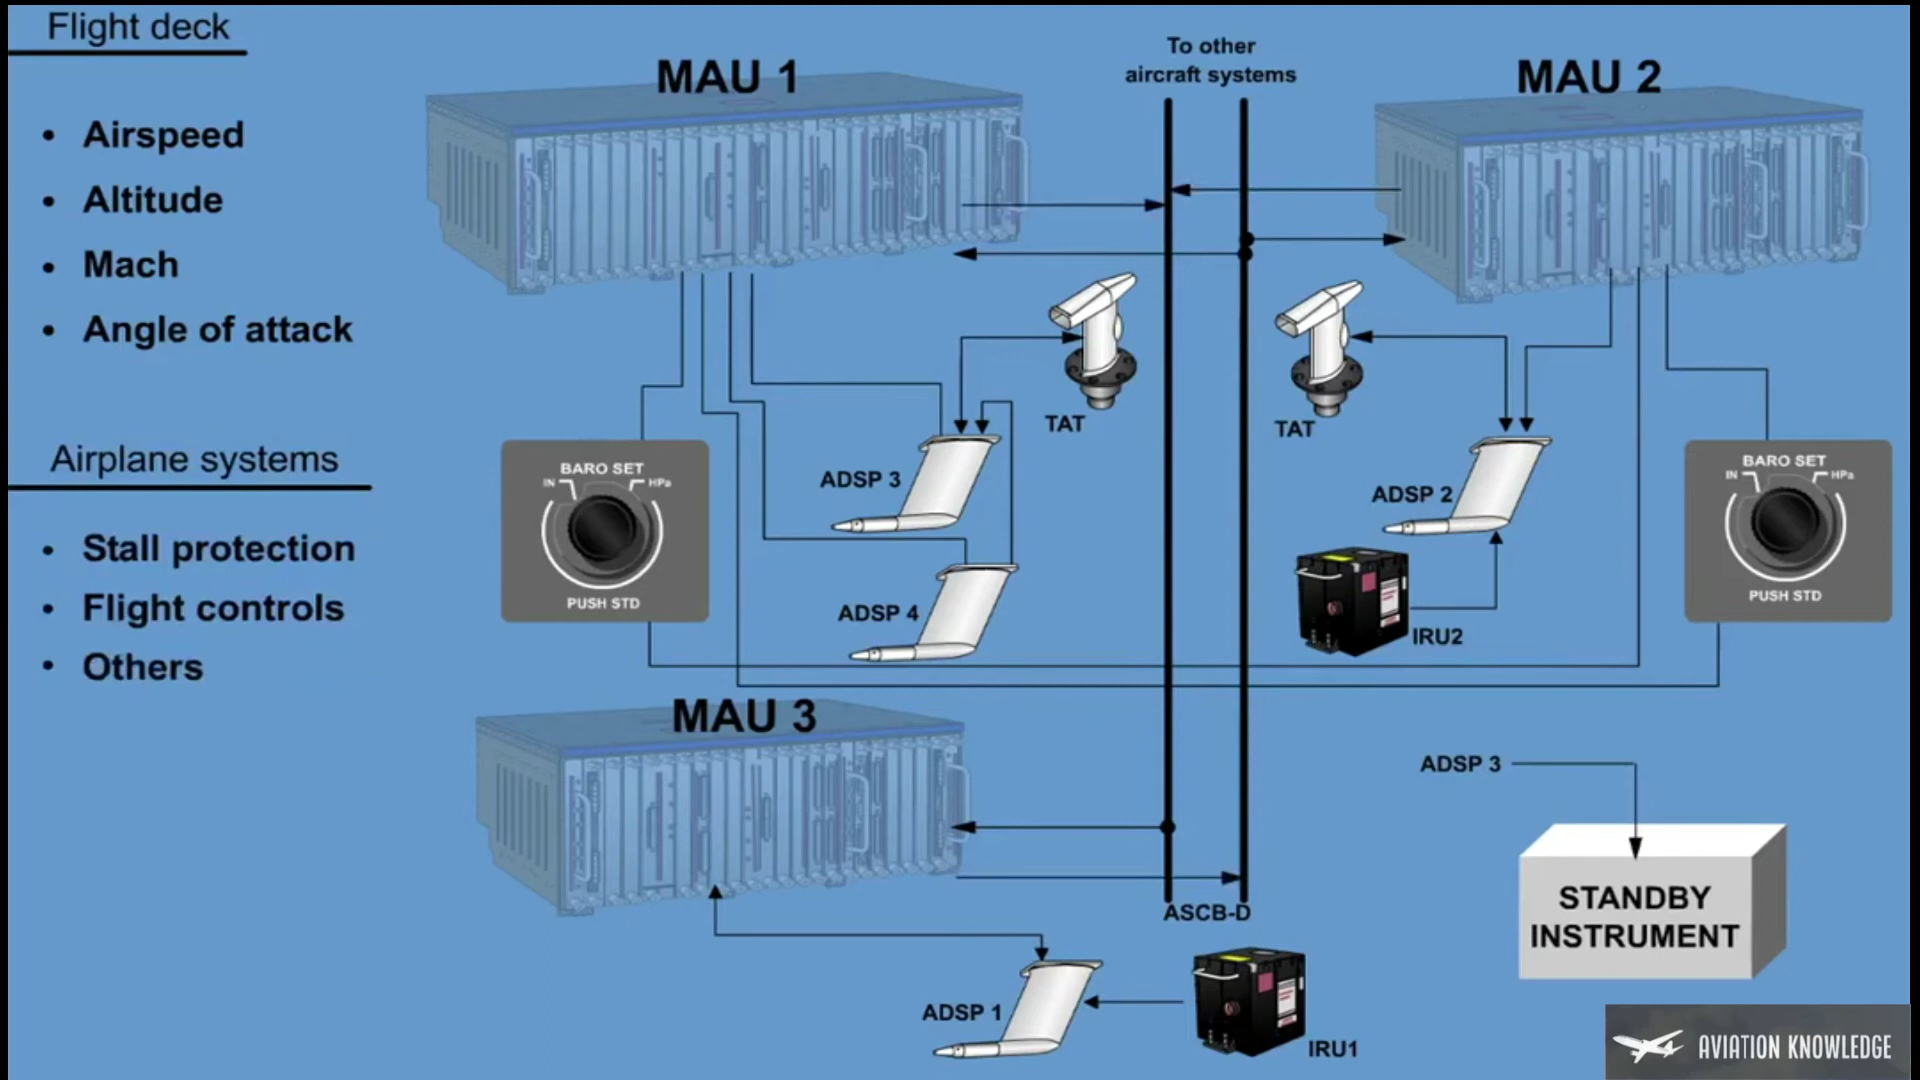 Flight deck
• Airspeed
• Altitude
• Mach
• Angle of attack
Airplane systems
• Stall protection
• Flight controls
• Others
MAU 1
To other
aircraft systems
MAU 2
TAT
TAT
BARO SET
IN
HPa
PUSH STD
ADSP 3
ADSP 4
ADSP 2
IRU2
BARO SET
IN
HPa
PUSH STD
MAU 3
ASCB-D
ADSP 1
IRU1
ADSP 3
STANDBY
INSTRUMENT
AVIATION KNOWLEDGE